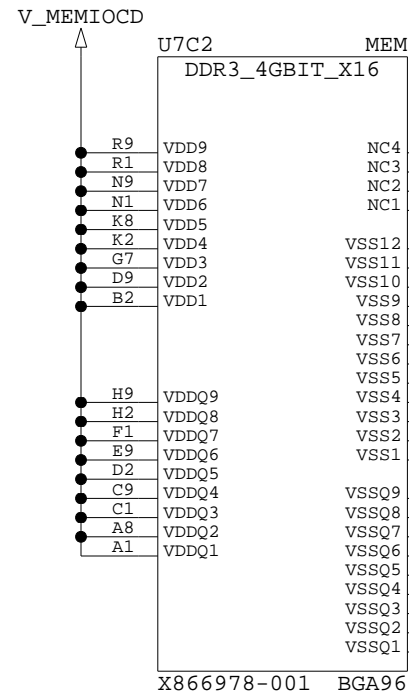 V_MEMIOCD
U7C2 MEM
DDR3_4GBIT_X16
R9 VDD9 NC4
R1 VDD8 NC3
N9 VDD7 NC2
N1 VDD6 NC1
K8 VDD5
K2 VDD4 VSS12
G7 VDD3 VSS11
D9 VDD2 VSS10
B2 VDD1 VSS9
VSS8
VSS7
VSS6
VSS5
H9 VDDQ9 VSS4
H2 VDDQ8 VSS3
F1 VDDQ7 VSS2
E9 VDDQ6 VSS1
D2 VDDQ5
C9 VDDQ4 VSSQ9
C1 VDDQ3 VSSQ8
A8 VDDQ2 VSSQ7
A1 VDDQ1 VSSQ6
VSSQ5
VSSQ4
VSSQ3
VSSQ2
VSSQ1
X866978-001 BGA96